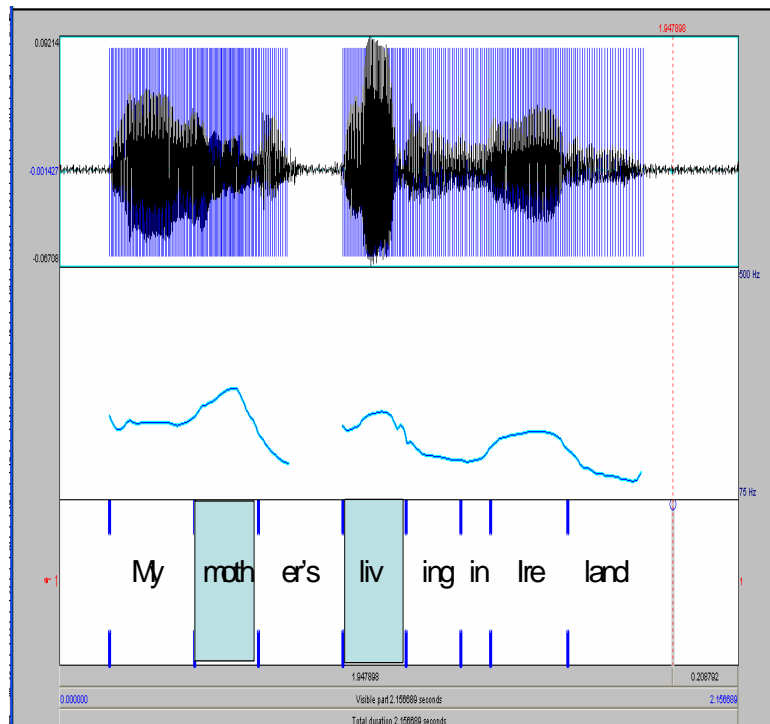 1.947898
0.09214
-0.001427
-0.06708
500 Hz
75 Hz
My moth er's liv ing in Ire land
1 1
1.947898 0.208792
0.000000 Visible part 2.156689 seconds 2.156689
Total duration 2.156689 seconds